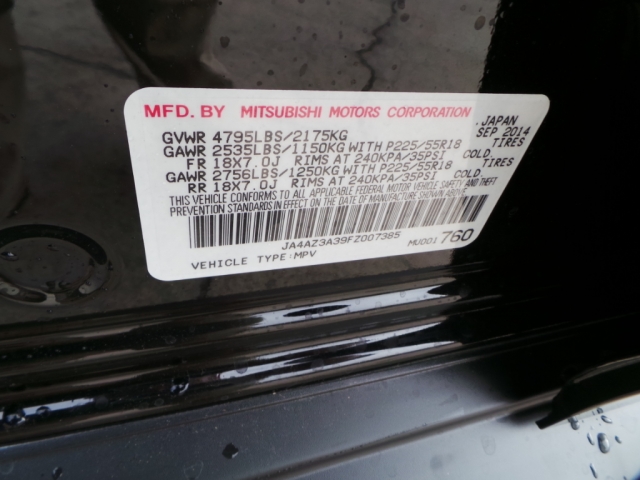 MFD. BY MITSUBISHI MOTORS CORPORATION JAPAN
GVWR 4795LBS/2175KG SEP 2014
GAWR 2535LBS/1150KG WITH P225/55R18 TIRES
FR 18X7.0J RIMS AT 240KPA/35PSI COLD
GAWR 2756LBS/1250KG WITH P225/55R18 TIRES
RR 18X7.0J RIMS AT 240KPA/35PSI COLD
THIS VEHICLE CONFORMS TO ALL APPLICABLE FEDERAL MOTOR VEHICLE SAFETY AND THEFT
PREVENTION STANDARDS IN EFFECT ON THE DATE OF MANUFACTURE SHOWN ABOVE.
JA4AZ3A39FZ007385 MU001760
VEHICLE TYPE:MPV